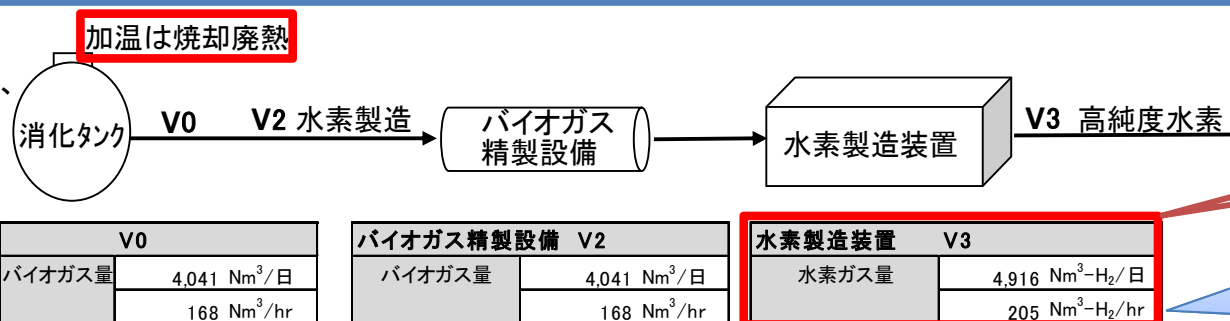 加温は焼却廃熱
、
消化タンク
V0
V2 水素製造
バイオガス
精製設備
水素製造装置
V3 高純度水素
V0
バイオガス量 4,041 Nm³/日
168 Nm³/hr
バイオガス精製設備 V2
バイオガス量 4,041 Nm³/日
168 Nm³/hr
水素製造装置 V3
水素ガス量 4,916 Nm³-H₂/日
205 Nm³-H₂/hr